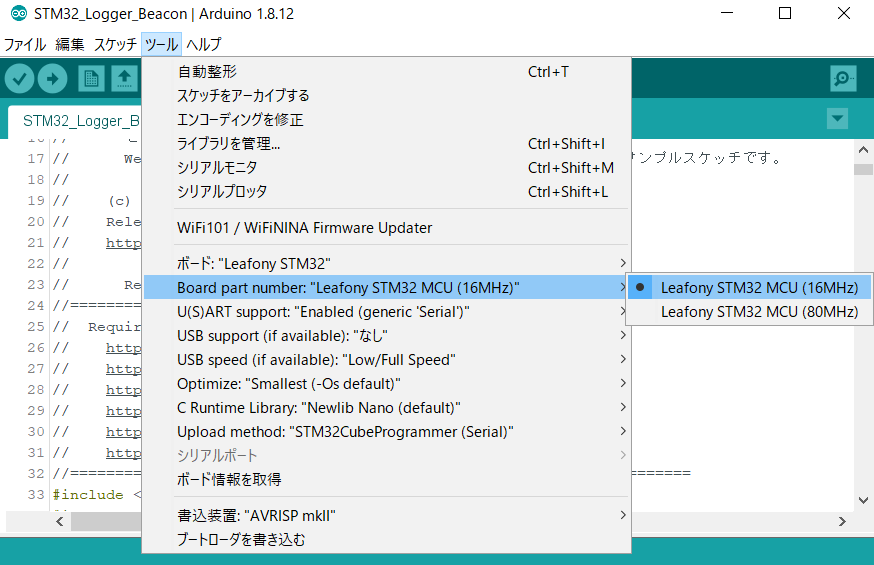 STM32_Logger_Beacon | Arduino 1.8.12
ファイル 編集 スケッチ ツール ヘルプ
STM32_Logger_B
自動整形 Ctrl+T
スケッチをアーカイブする
エンコーディングを修正
ライブラリを管理... Ctrl+Shift+I
シリアルモニタ Ctrl+Shift+M
シリアルプロッタ Ctrl+Shift+L
WiFi101 / WiFiNINA Firmware Updater
ボード: "Leafony STM32"
Board part number: "Leafony STM32 MCU (16MHz)"
U(S)ART support: "Enabled (generic 'Serial')"
USB support (if available): "なし"
USB speed (if available): "Low/Full Speed"
Optimize: "Smallest (-Os default)"
C Runtime Library: "Newlib Nano (default)"
Upload method: "STM32CubeProgrammer (Serial)"
シリアルポート
ボード情報を取得
書込装置: "AVRISP mkII"
ブートローダを書き込む
Leafony STM32 MCU (16MHz)
Leafony STM32 MCU (80MHz)
17 // We ンプルスケッチです。
18 //
19 // (c)
20 // Rele
21 // http
22 //
23 // Re
24 //==========
25 // Requir
26 // http
27 // http
28 // http
29 // http
30 // http
31 // http
32 //==========
33 #include <